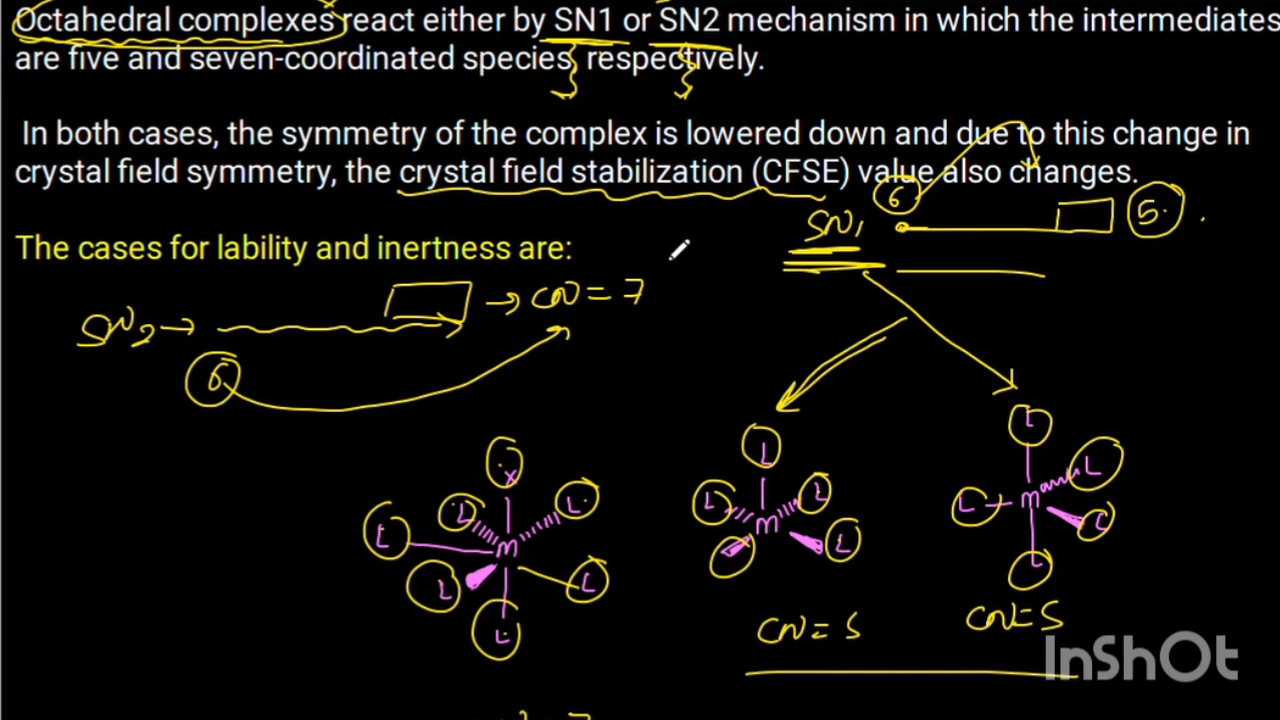 Octahedral complexes react either by SN1 or SN2 mechanism in which the intermediates
are five and seven-coordinated species, respectively.
In both cases, the symmetry of the complex is lowered down and due to this change in
crystal field symmetry, the crystal field stabilization (CFSE) value also changes.
6
SN1
5
The cases for lability and inertness are:
SN2 → → CN = 7
6
X
L L
L
M
L L
L
L
L L
M
L
L
L
L M
L
L
CN = 5
CN = 5
InShOt